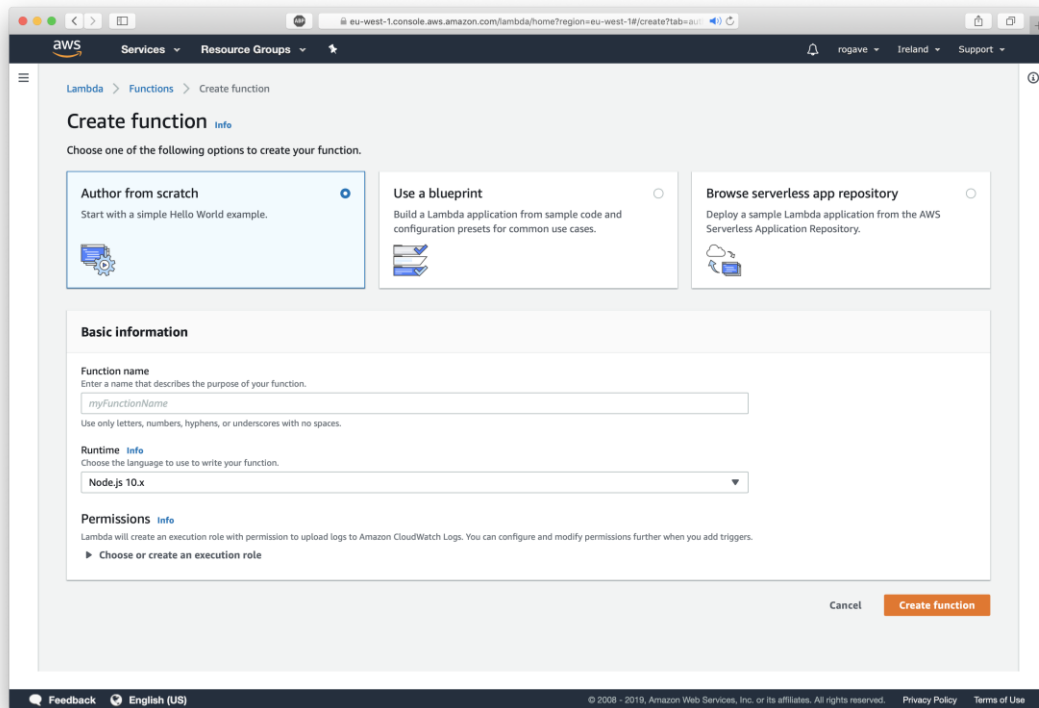 ABP
eu-west-1.console.aws.amazon.com/lambda/home?region=eu-west-1#/create?tab=aut
aws Services Resource Groups rogave Ireland Support
Lambda > Functions > Create function
Create function Info
Choose one of the following options to create your function.
Author from scratch
Start with a simple Hello World example.
Use a blueprint
Build a Lambda application from sample code and
configuration presets for common use cases.
Browse serverless app repository
Deploy a sample Lambda application from the AWS
Serverless Application Repository.
Basic information
Function name
Enter a name that describes the purpose of your function.
myFunctionName
Use only letters, numbers, hyphens, or underscores with no spaces.
Runtime Info
Choose the language to use to write your function.
Node.js 10.x
Permissions Info
Lambda will create an execution role with permission to upload logs to Amazon CloudWatch Logs. You can configure and modify permissions further when you add triggers.
Choose or create an execution role
Cancel Create function
Feedback English (US) © 2008 - 2019, Amazon Web Services, Inc. or its affiliates. All rights reserved. Privacy Policy Terms of Use